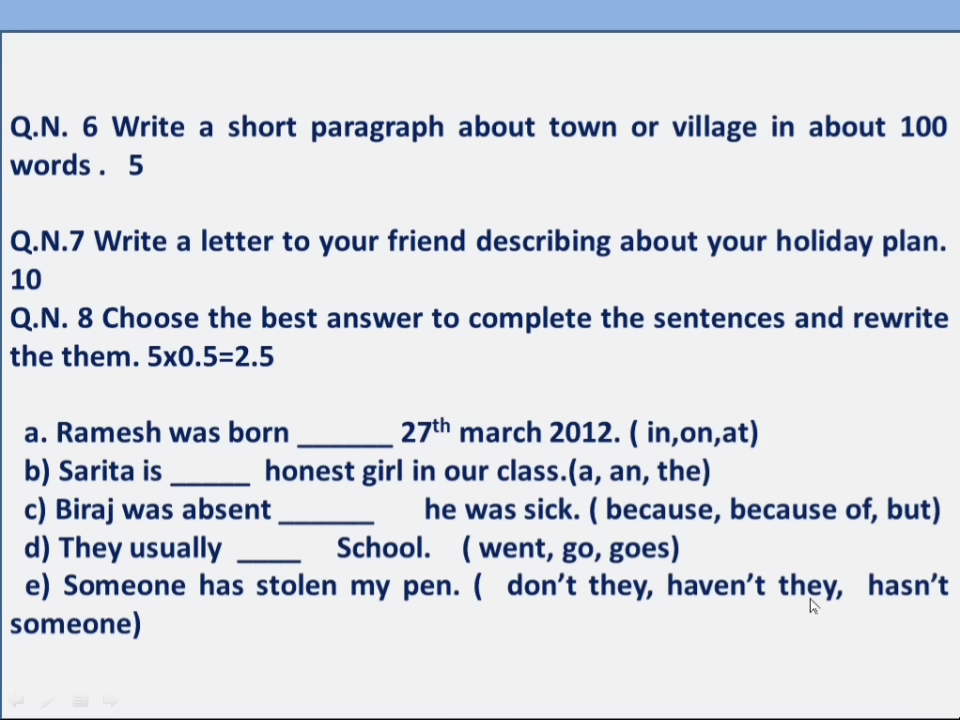 Q.N. 6 Write a short paragraph about town or village in about 100
words . 5
Q.N.7 Write a letter to your friend describing about your holiday plan.
10
Q.N. 8 Choose the best answer to complete the sentences and rewrite
the them. 5x0.5=2.5
a. Ramesh was born ______ 27th march 2012. ( in,on,at)
b) Sarita is _____ honest girl in our class.(a, an, the)
c) Biraj was absent ______ he was sick. ( because, because of, but)
d) They usually ____ School. ( went, go, goes)
e) Someone has stolen my pen. ( don’t they, haven’t they, hasn’t
someone)